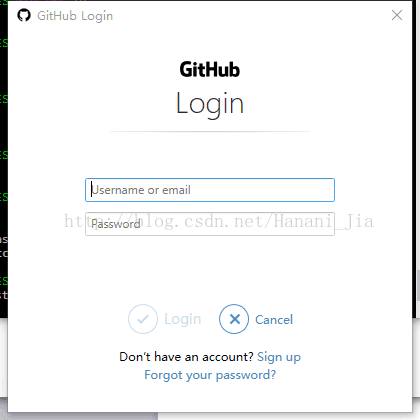 GitHub Login
GitHub
Login
Username or email
http://blog.csdn.net/Hanani_Jia
Password
Login
Cancel
Don't have an account? Sign up
Forgot your password?